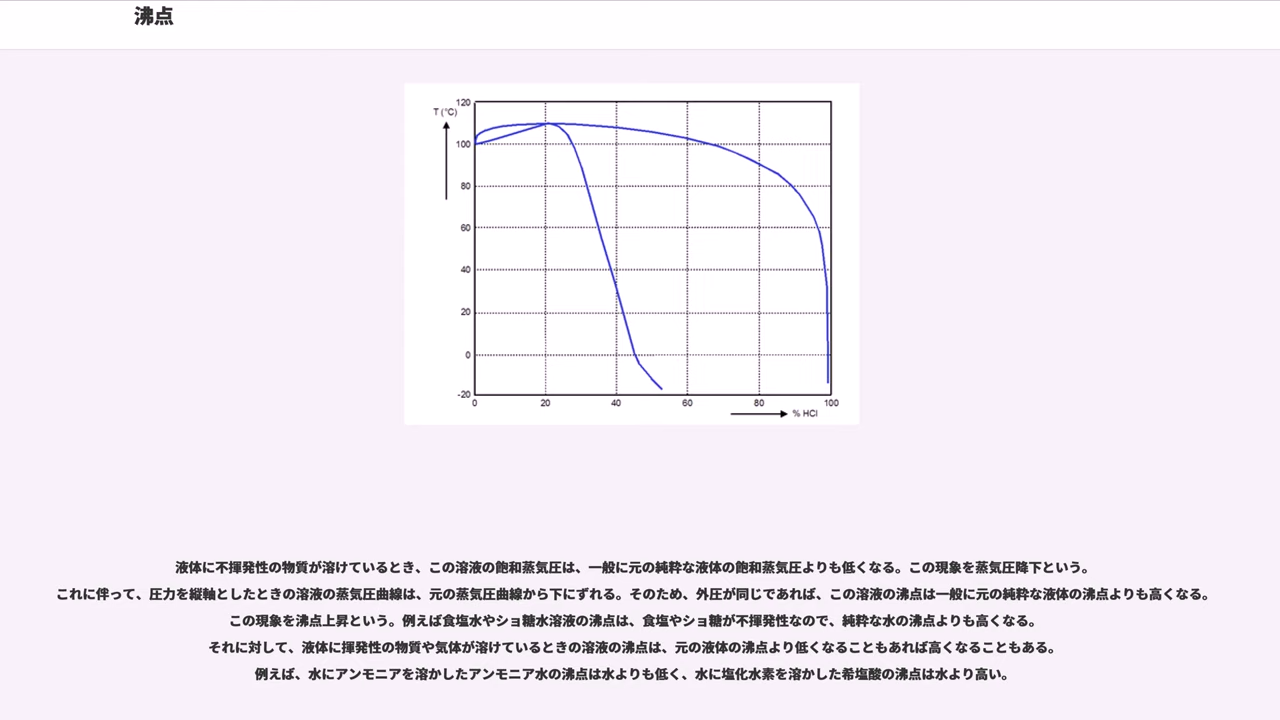 沸点
T (°C)
120
100
80
60
40
20
0
-20
0 20 40 60 80 100
% HCl
液体に不揮発性の物質が溶けているとき、この溶液の飽和蒸気圧は、一般に元の純粋な液体の飽和蒸気圧よりも低くなる。この現象を蒸気圧降下という。
これに伴って、圧力を縦軸としたときの溶液の蒸気圧曲線は、元の蒸気圧曲線から下にずれる。そのため、外圧が同じであれば、この溶液の沸点は一般に元の純粋な液体の沸点よりも高くなる。
この現象を沸点上昇という。例えば食塩水やショ糖水溶液の沸点は、食塩やショ糖が不揮発性なので、純粋な水の沸点よりも高くなる。
それに対して、液体に揮発性の物質や気体が溶けているときの溶液の沸点は、元の液体の沸点より低くなることもあれば高くなることもある。
例えば、水にアンモニアを溶かしたアンモニア水の沸点は水よりも低く、水に塩化水素を溶かした希塩酸の沸点は水より高い。